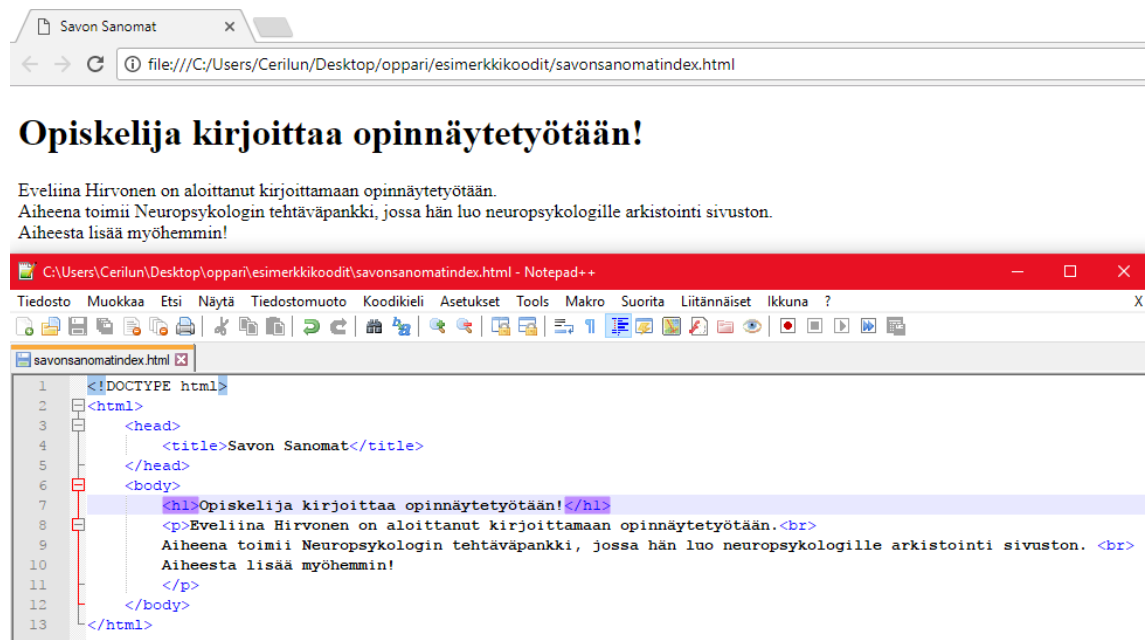 Savon Sanomat
file:///C:/Users/Cerilun/Desktop/oppari/esimerkkikoodit/savonsanomatindex.html
Opiskelija kirjoittaa opinnäytetyötään!
Eveliina Hirvonen on aloittanut kirjoittamaan opinnäytetyötään.
Aiheena toimii Neuropsykologin tehtäväpankki, jossa hän luo neuropsykologille arkistointi sivuston.
Aiheesta lisää myöhemmin!
C:\Users\Cerilun\Desktop\oppari\esimerkkikoodit\savonsanomatindex.html - Notepad++
Tiedosto Muokkaa Etsi Näytä Tiedostomuoto Koodikieli Asetukset Tools Makro Suorita Liitännäiset Ikkuna ? X
savonsanomatindex.html
1 <!DOCTYPE html>
2 <html>
3 <head>
4 <title>Savon Sanomat</title>
5 </head>
6 <body>
7 <h1>Opiskelija kirjoittaa opinnäytetyötään!</h1>
8 <p>Eveliina Hirvonen on aloittanut kirjoittamaan opinnäytetyötään.<br>
9 Aiheena toimii Neuropsykologin tehtäväpankki, jossa hän luo neuropsykologille arkistointi sivuston. <br>
10 Aiheesta lisää myöhemmin!
11 </p>
12 </body>
13 </html>